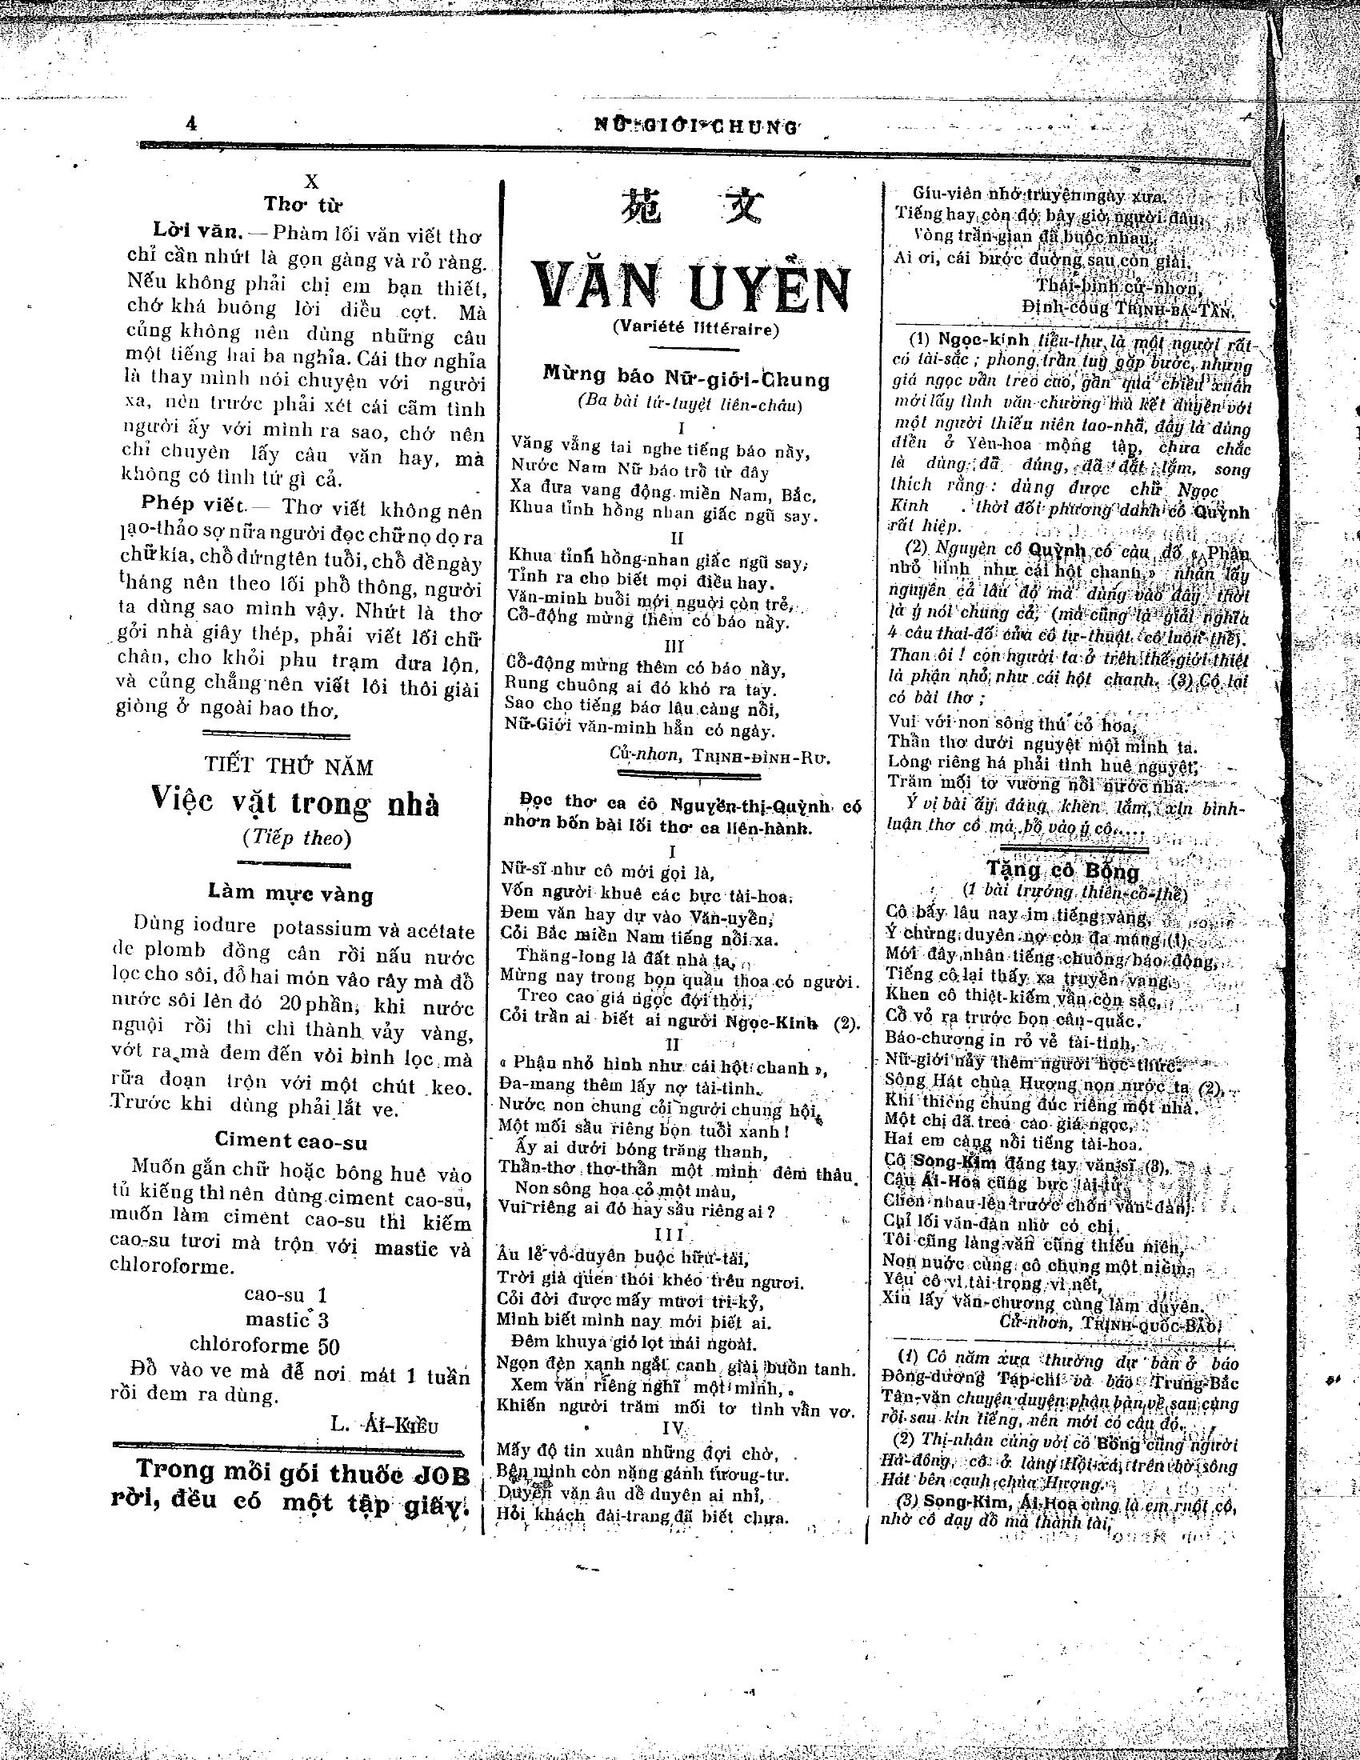 4
NỮ-GIỚI-CHUNG
X
Thơ từ
Lời văn. — Phàm lối văn viết thơ
chỉ cần nhứt là gọn gàng và rỏ ràng.
Nếu không phải chị em bạn thiết,
chớ khá buông lời diều cợt. Mà
củng không nên dùng những câu
một tiếng hai ba nghĩa. Cái thơ nghĩa
là thay mình nói chuyện với người
xa, nên trước phải xét cái cãm tình
người ấy với mình ra sao, chớ nên
chỉ chuyên lấy câu văn hay, mà
không có tình tứ gì cả.
Phép viết. — Thơ viết không nên
lạo-thảo sợ nữa người đọc chữ nọ dọ ra
chữ kía, chỗ đứng tên tuổi, chỗ đề ngày
tháng nên theo lối phổ thông, người
ta dùng sao mình vậy. Nhứt là thơ
gởi nhà giây thép, phải viết lối chữ
chân, cho khỏi phu trạm đưa lộn,
và củng chẳng nên viết lôi thôi giài
giòng ở ngoài bao thơ,
TIẾT THỨ NĂM
Việc vặt trong nhà
(Tiếp theo)
Làm mực vàng
Dùng iodure potassium và acétate
de plomb đồng cân rồi nấu nước
lọc cho sôi, đỗ hai món vào rây mà đổ
nước sôi lên đó 20 phần, khi nước
nguội rồi thì chì thành vảy vàng,
vớt ra mà đem đến vòi bình lọc mà
rữa đoạn trộn với một chút keo.
Trước khi dùng phải lắt ve.
Ciment cao-su
Muốn gắn chữ hoặc bông huê vào
tủ kiếng thì nên dùng ciment cao-su,
muốn làm ciment cao-su thì kiếm
cao-su tươi mà trộn với mastic và
chloroforme.
cao-su 1
mastic 3
chloroforme 50
Đồ vào ve mà để nơi mát 1 tuần
rồi đem ra dùng.
L. Ái-Kiều
Trong mỗi gói thuốc JOB
rời, đều có một tập giấy.
苑 文
VĂN UYỂN
(Variété littéraire)
Mừng báo Nữ-giới-Chung
(Ba bài tứ-tuyệt liên-châu)
I
Văng vẳng tai nghe tiếng báo nầy,
Nước Nam Nữ báo trổ từ đây
Xa đưa vang động miền Nam, Bắc,
Khua tỉnh hồng nhan giấc ngũ say.
II
Khua tỉnh hồng-nhan giấc ngũ say,
Tỉnh ra cho biết mọi điều hay.
Văn-minh buổi mới người còn trẻ,
Cổ-động mừng thêm có báo nầy.
III
Cổ-động mừng thêm có báo nầy,
Rung chuông ai đó khó ra tay.
Sao cho tiếng báo lâu càng nổi,
Nữ-Giới văn-minh hẳn có ngày.
Cử-nhơn, TRỊNH-ĐÌNH-RƯ.
Đọc thơ ca cô Nguyễn-thị-Quỳnh có
nhơn bốn bài lối thơ ca liên-hành.
I
Nữ-sĩ như cô mới gọi là,
Vốn người khuê các bực tài-hoa.
Đem văn hay dự vào Văn-uyển,
Cỏi Bắc miền Nam tiếng nổi xa.
Thăng-long là đất nhà ta,
Mừng nay trong bọn quần thoa có người.
Treo cao giá ngọc đợi thời,
Cỏi trần ai biết ai người Ngọc-Kinh (2).
II
« Phận nhỏ hình như cái hột chanh »,
Đa-mang thêm lấy nợ tài-tình.
Nước non chung cỏi người chung hội,
Một mối sầu riêng bọn tuổi xanh!
Ấy ai dưới bóng trăng thanh,
Thần-thơ thơ-thẩn một mình đêm thâu.
Non sông hoa cỏ một màu,
Vui riêng ai đó hay sầu riêng ai?
III
Âu lẽ vô-duyên buộc hữu-tài,
Trời già quen thói khéo trêu ngươi.
Cỏi đời được mấy mươi tri-kỷ,
Mình biết mình nay mới biết ai.
Đêm khuya gió lọt mái ngoài.
Ngọn đèn xanh ngắt canh giài buồn tanh.
Xem văn riêng nghĩ một mình,
Khiến người trăm mối tơ tình vẩn vơ.
IV
Mấy độ tin xuân những đợi chờ,
Bên mình còn nặng gánh tương-tư.
Duyên văn âu dễ duyên ai nhỉ,
Hỏi khách đài-trang đã biết chưa.
Giu-viên nhớ truyện ngày xưa,
Tiếng hay còn đó bây giờ người đâu,
Vòng trần-gian đã buộc nhau,
Ai ơi, cái bước đường sau còn giài.
Thái-bình cử-nhơn,
Định-công TRỊNH-BÁ-TẤN.
(1) Ngọc-kinh tiểu-thư là một người rất
có tài-sắc; phong trần tuy gặp bước, nhưng
giá ngọc vẫn treo cao, gần quá chiều xuân
mới lấy tình văn chương mà kết duyên với
một người thiếu niên tao-nhã, đây là dùng
điển ở Yên-hoa mộng tập, chưa chắc
là dùng đã đúng, đã đắt lắm, song
thích rằng: dùng được chữ Ngọc
Kinh . thời đối phương danh cô Quỳnh
rất hiệp.
(2) Nguyên cô Quỳnh có câu đố « Phận
nhỏ hình như cái hột chanh » nhân lấy
nguyên cả lâu đó mà dùng vào đây, thời
là ý nói chung cả, (mà cũng là giải nghĩa
4 câu thai-đố của cô tự-thuật, cô luôn thể).
Than ôi! con người ta ở trên thế-giới thiệt
là phận nhỏ như cái hột chanh. (3) Cô lại
có bài thơ;
Vui với non sông thú cỏ hoa,
Thẩn thơ dưới nguyệt một mình ta.
Lòng riêng há phải tình huê nguyệt,
Trăm mối tơ vương nổi nước nhà.
Ý vị bài ấy, đáng khen lắm, xin bình-
luận thơ cô mà bổ vào ý cô.....
Tặng cô Bổng
(1 bài trường thiên-cổ-thể)
Cô bấy lâu nay im tiếng vàng,
Ý chừng duyên nợ còn đa mang (1).
Mới đây nhân tiếng chuông báo động,
Tiếng cô lại thấy xa truyền vang.
Khen cô thiệt-kiếm vẫn còn sắc,
Cổ võ ra trước bọn cân-quắc.
Báo-chương in rỏ vẻ tài-tình,
Nữ-giới nảy thêm người học-thức.
Sông Hát chùa Hương non nước ta (2),
Khí thiêng chung đúc riêng một nhà.
Một chị đã treo cao giá ngọc,
Hai em càng nổi tiếng tài-hoa.
Cô Song-Kim đáng tay văn sĩ (3),
Cậu Ái-Hoa cũng bực tài tử,
Chen nhau lên trước chốn văn-đàn,
Chỉ lối văn-đàn nhờ có chị,
Tôi cũng làng văn cũng thiếu niên,
Non nước cùng cô chung một niềm,
Yêu cô vì tài trọng vì nết,
Xin lấy văn-chương cùng làm duyên.
Cử-nhơn, TRỊNH-QUỐC-BẢO,
(1) Cô năm xưa thường dự bàn ở báo
Đông-dương Tạp-chí và báo Trung-Bắc
Tân-văn chuyện duyên phận bàn về sau cùng
rồi sau kín tiếng, nên mới có câu đó.
(2) Thị-nhân cùng với cô Bổng cũng người
Hà-đông, cô ở làng Hội-xá, trên bờ sông
Hát bên cạnh chùa Hương.
(3) Song-Kim, Ái-Hoa cùng là em ruột cô,
nhờ cô dạy dỗ mà thành tài,